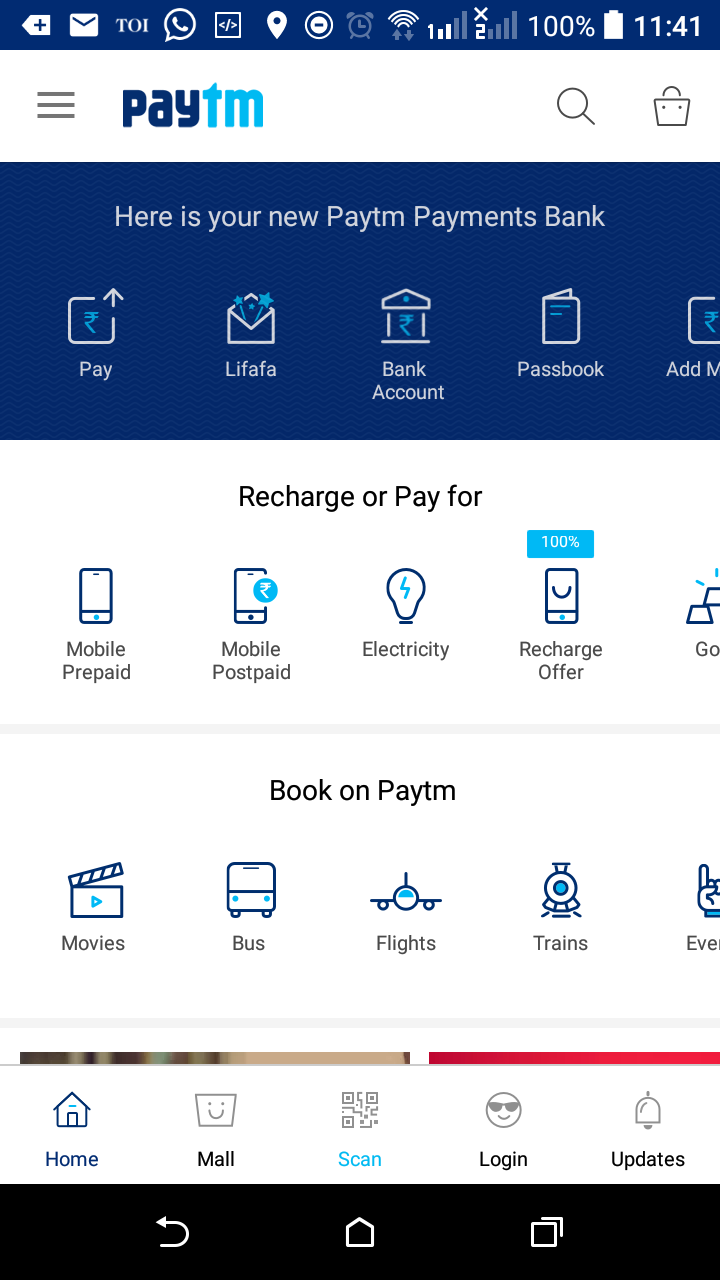 TOI 1 2 100% 11:41
paytm
Here is your new Paytm Payments Bank
Pay Lifafa Bank Passbook Add M
Account
Recharge or Pay for
100%
Mobile Mobile Electricity Recharge Go
Prepaid Postpaid Offer
Book on Paytm
Movies Bus Flights Trains Eve
Home Mall Scan Login Updates